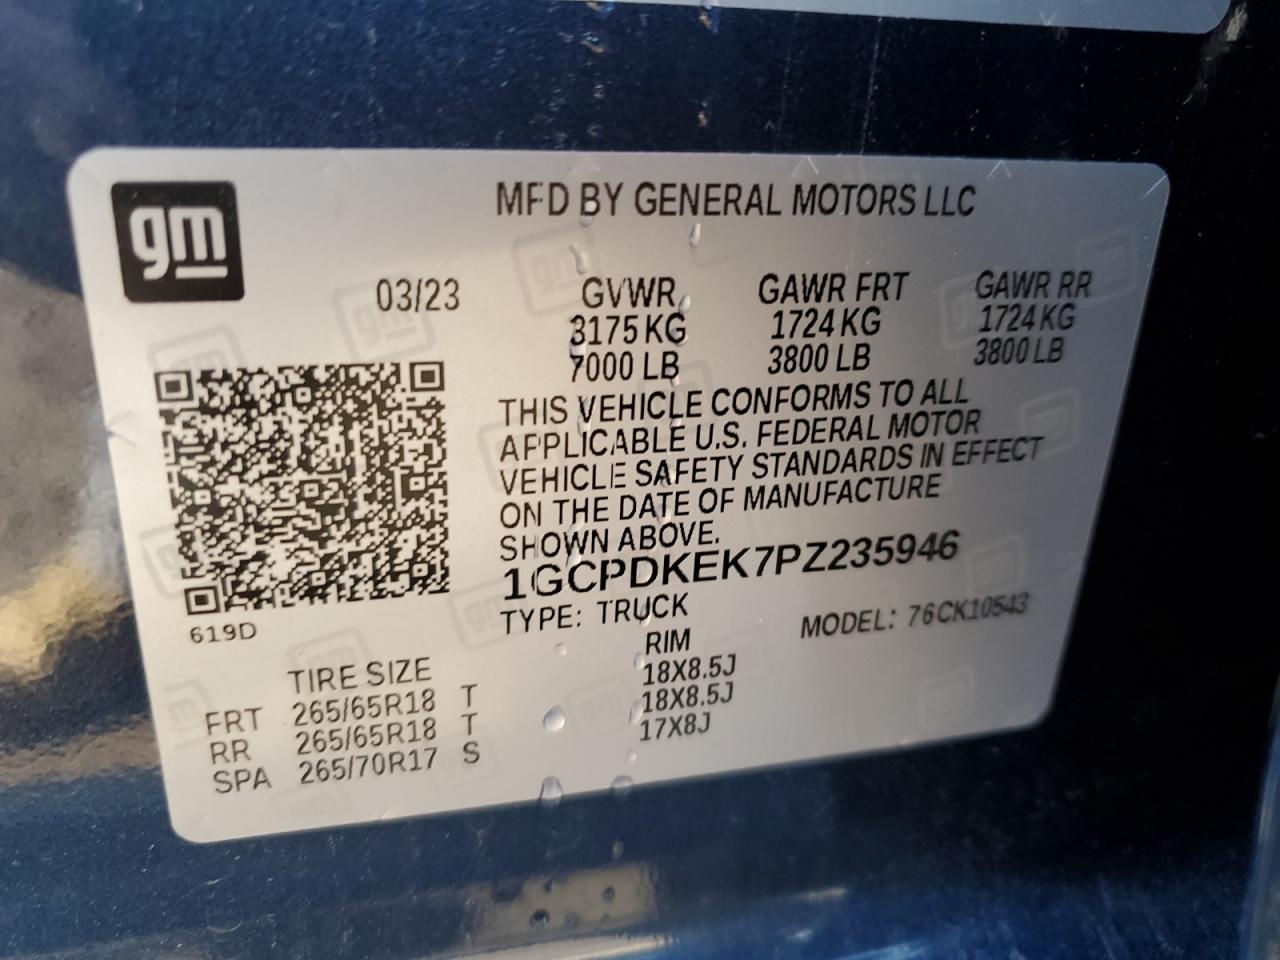 gm
MFD BY GENERAL MOTORS LLC
03/23
GVWR GAWR FRT GAWR RR
3175 KG 1724 KG 1724 KG
7000 LB 3800 LB 3800 LB
THIS VEHICLE CONFORMS TO ALL
APPLICABLE U.S. FEDERAL MOTOR
VEHICLE SAFETY STANDARDS IN EFFECT
ON THE DATE OF MANUFACTURE
SHOWN ABOVE.
1GCPDKEK7PZ235946
TYPE: TRUCK MODEL: 76CK10543
619D
TIRE SIZE RIM
FRT 265/65R18 T 18X8.5J
RR 265/65R18 T 18X8.5J
SPA 265/70R17 S 17X8J